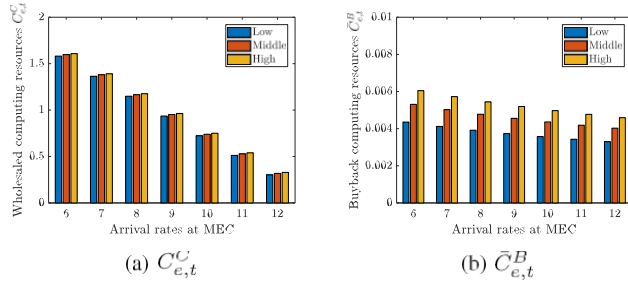 Wholesaled computing resources C^C_{e,t}
2
1.5
1
0.5
0
Low
Middle
High
6 7 8 9 10 11 12
Arrival rates at MEC
(a) C^C_{e,t}
Buyback computing resources C̄^B_{e,t}
0.01
0.008
0.006
0.004
0.002
0
Low
Middle
High
6 7 8 9 10 11 12
Arrival rates at MEC
(b) C̄^B_{e,t}